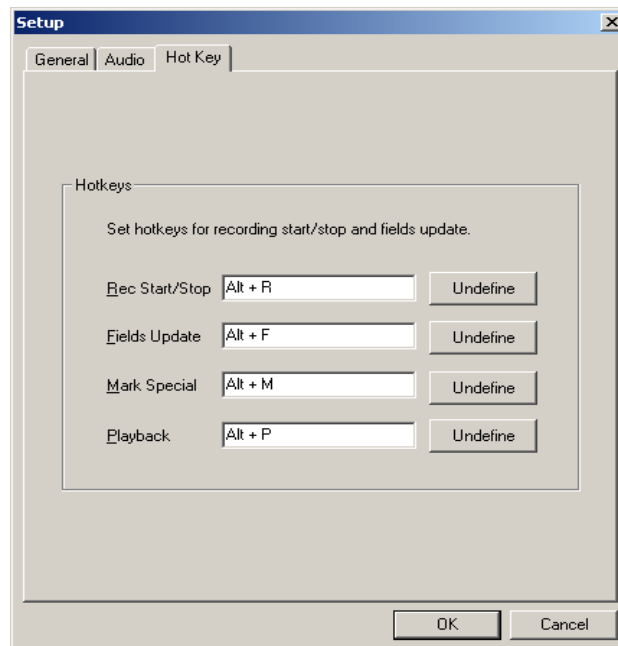 Setup
General Audio Hot Key
Hotkeys
Set hotkeys for recording start/stop and fields update.
Rec Start/Stop Alt + R Undefine
Fields Update Alt + F Undefine
Mark Special Alt + M Undefine
Playback Alt + P Undefine
OK Cancel